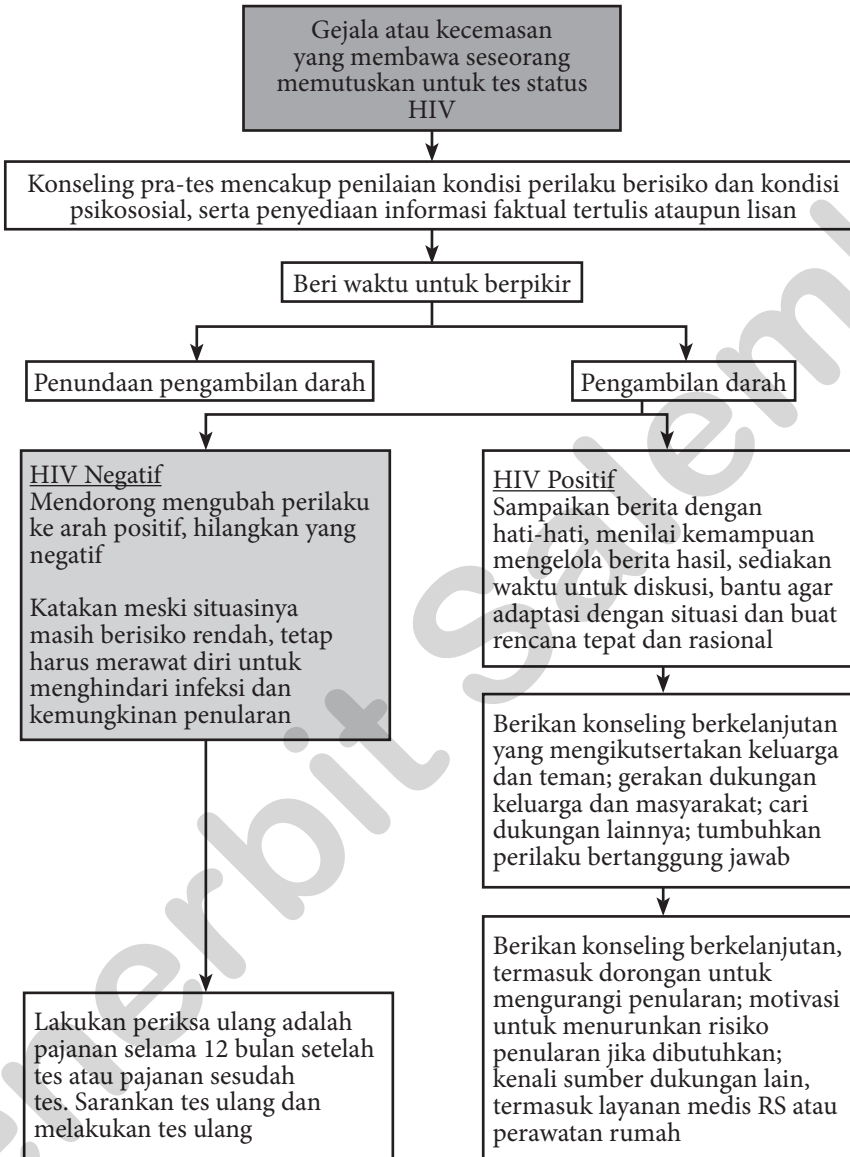 Gejala atau kecemasan
yang membawa seseorang
memutuskan untuk tes status
HIV
Konseling pra-tes mencakup penilaian kondisi perilaku berisiko dan kondisi
psikososial, serta penyediaan informasi faktual tertulis ataupun lisan
Beri waktu untuk berpikir
Penundaan pengambilan darah
Pengambilan darah
HIV Negatif
Mendorong mengubah perilaku
ke arah positif, hilangkan yang
negatif
Katakan meski situasinya
masih berisiko rendah, tetap
harus merawat diri untuk
menghindari infeksi dan
kemungkinan penularan
HIV Positif
Sampaikan berita dengan
hati-hati, menilai kemampuan
mengelola berita hasil, sediakan
waktu untuk diskusi, bantu agar
adaptasi dengan situasi dan buat
rencana tepat dan rasional
Berikan konseling berkelanjutan
yang mengikutsertakan keluarga
dan teman; gerakan dukungan
keluarga dan masyarakat; cari
dukungan lainnya; tumbuhkan
perilaku bertanggung jawab
Lakukan periksa ulang adalah
pajanan selama 12 bulan setelah
tes atau pajanan sesudah
tes. Sarankan tes ulang dan
melakukan tes ulang
Berikan konseling berkelanjutan,
termasuk dorongan untuk
mengurangi penularan; motivasi
untuk menurunkan risiko
penularan jika dibutuhkan;
kenali sumber dukungan lain,
termasuk layanan medis RS atau
perawatan rumah